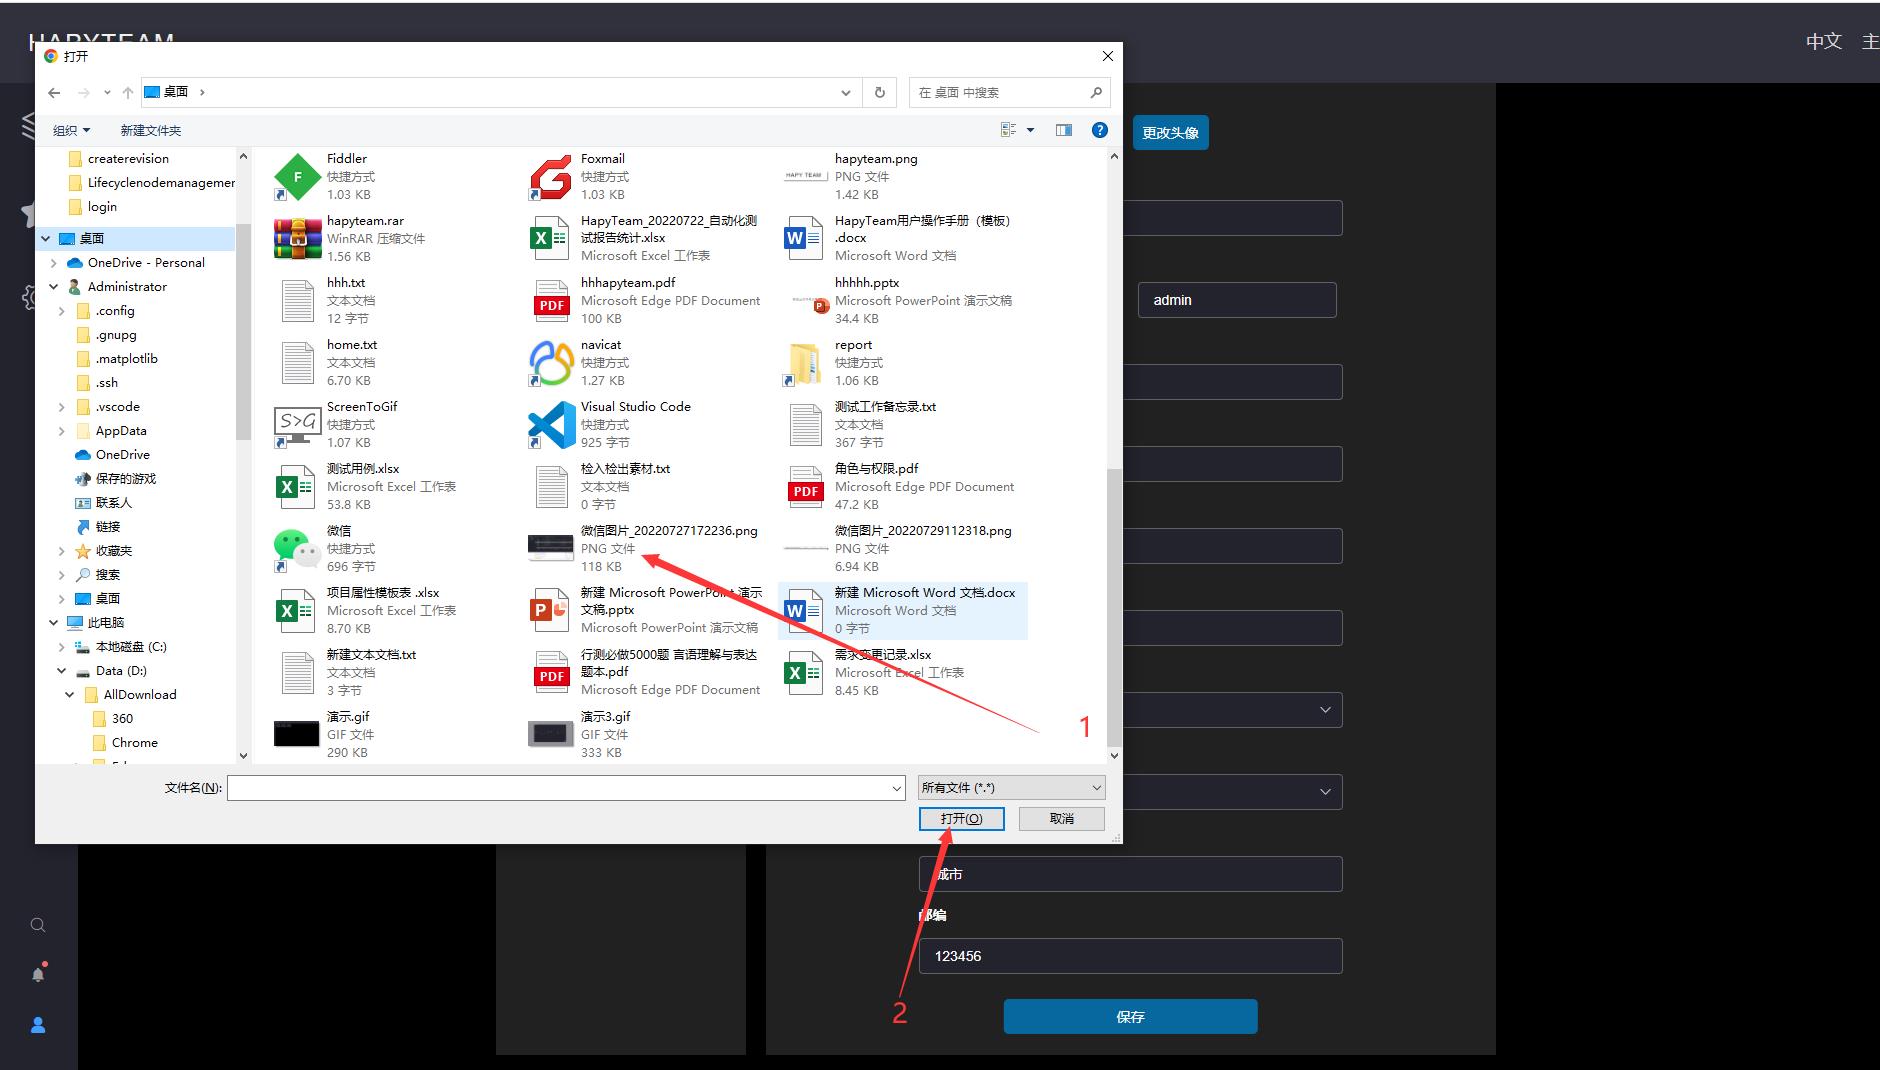 HAPYTEAM
中文 主
打开
桌面
在 桌面 中搜索
组织
新建文件夹
更改头像
createrevision
Lifecyclenodemanagemer
login
桌面
OneDrive - Personal
Administrator
.config
.gnupg
.matplotlib
.ssh
.vscode
AppData
OneDrive
保存的游戏
联系人
链接
收藏夹
搜索
桌面
此电脑
本地磁盘 (C:)
Data (D:)
AllDownload
360
Chrome
Fiddler
快捷方式
1.03 KB
Foxmail
快捷方式
1.03 KB
HAPY TEAM
hapyteam.png
PNG 文件
1.42 KB
hapyteam.rar
WinRAR 压缩文件
1.56 KB
HapyTeam_20220722_自动化测
试报告统计.xlsx
Microsoft Excel 工作表
HapyTeam用户操作手册（模板）
.docx
Microsoft Word 文档
hhh.txt
文本文档
12 字节
PDF
hhhapyteam.pdf
Microsoft Edge PDF Document
100 KB
hhhhh.pptx
Microsoft PowerPoint 演示文稿
34.4 KB
home.txt
文本文档
6.70 KB
navicat
快捷方式
1.27 KB
report
快捷方式
1.06 KB
S>G
ScreenToGif
快捷方式
1.07 KB
Visual Studio Code
快捷方式
925 字节
测试工作备忘录.txt
文本文档
367 字节
测试用例.xlsx
Microsoft Excel 工作表
53.8 KB
检入检出素材.txt
文本文档
0 字节
PDF
角色与权限.pdf
Microsoft Edge PDF Document
47.2 KB
微信
快捷方式
696 字节
微信图片_20220727172236.png
PNG 文件
118 KB
微信图片_20220729112318.png
PNG 文件
6.94 KB
项目属性模板表 .xlsx
Microsoft Excel 工作表
8.70 KB
新建 Microsoft PowerPoint 演示
文稿.pptx
Microsoft PowerPoint 演示文稿
新建 Microsoft Word 文档.docx
Microsoft Word 文档
0 字节
新建文本文档.txt
文本文档
3 字节
PDF
行测必做5000题 言语理解与表达
题本.pdf
Microsoft Edge PDF Document
需求变更记录.xlsx
Microsoft Excel 工作表
8.45 KB
演示.gif
GIF 文件
290 KB
演示3.gif
GIF 文件
333 KB
1
文件名(N):
所有文件 (*.*)
打开(O)
取消
admin
城市
邮编
123456
2
保存